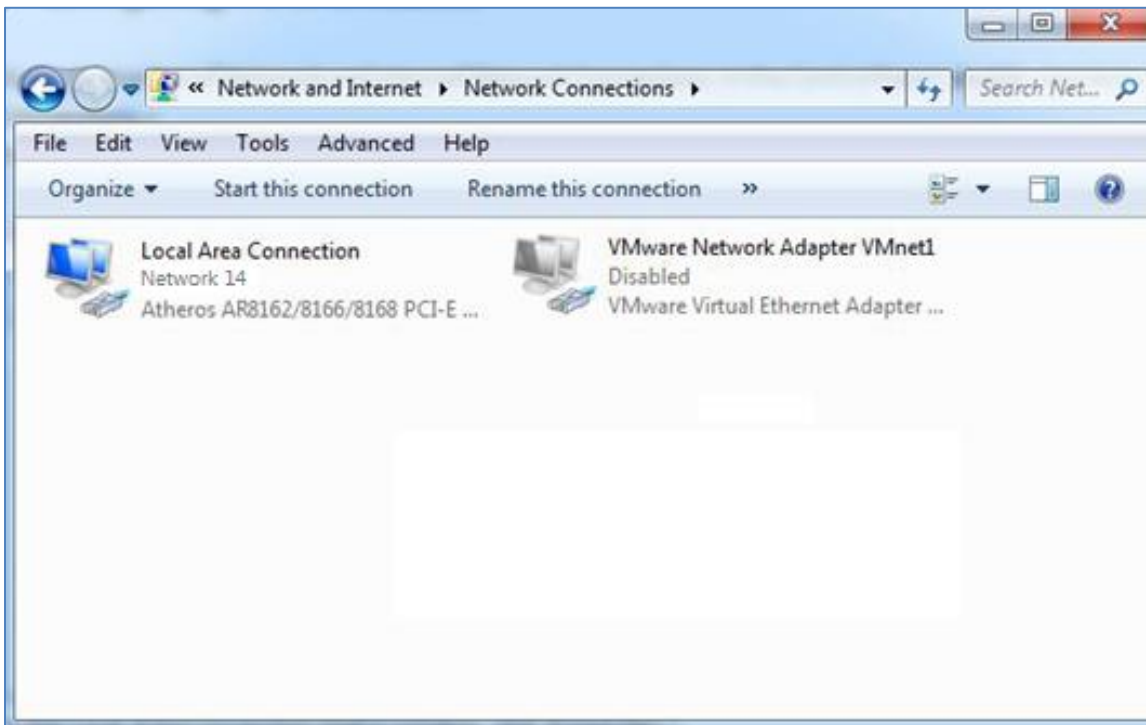 « Network and Internet ▸ Network Connections ▸ Search Net...
File Edit View Tools Advanced Help
Organize Start this connection Rename this connection »
Local Area Connection
Network 14
Atheros AR8162/8166/8168 PCI-E ...
VMware Network Adapter VMnet1
Disabled
VMware Virtual Ethernet Adapter ...